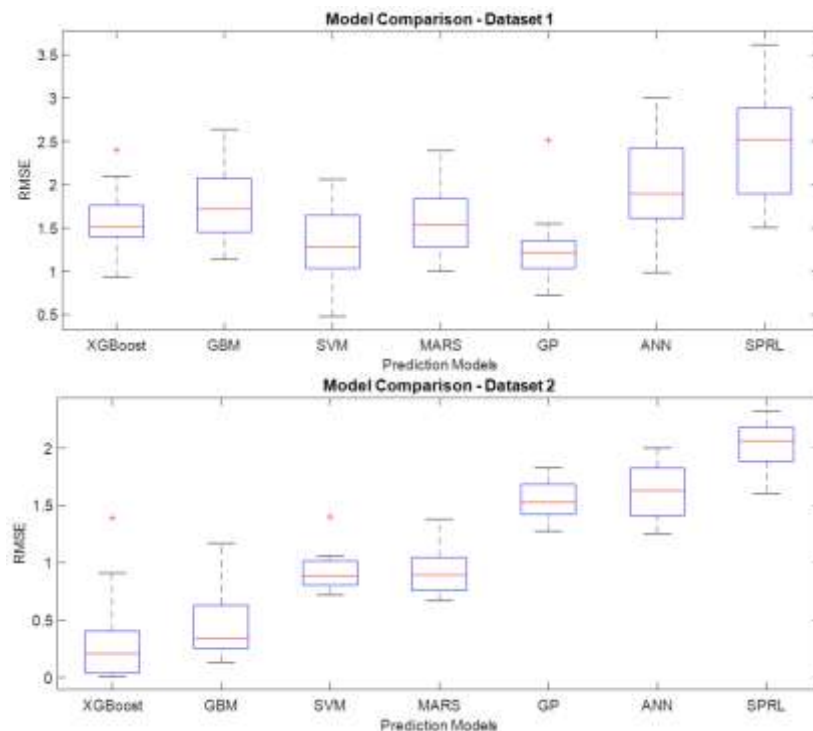 Model Comparison - Dataset 1
3.5
3
2.5
2
1.5
1
0.5
RMSE
XGBoost GBM SVM MARS GP ANN SPRL
Prediction Models
Model Comparison - Dataset 2
2
1.5
1
0.5
0
RMSE
XGBoost GBM SVM MARS GP ANN SPRL
Prediction Models